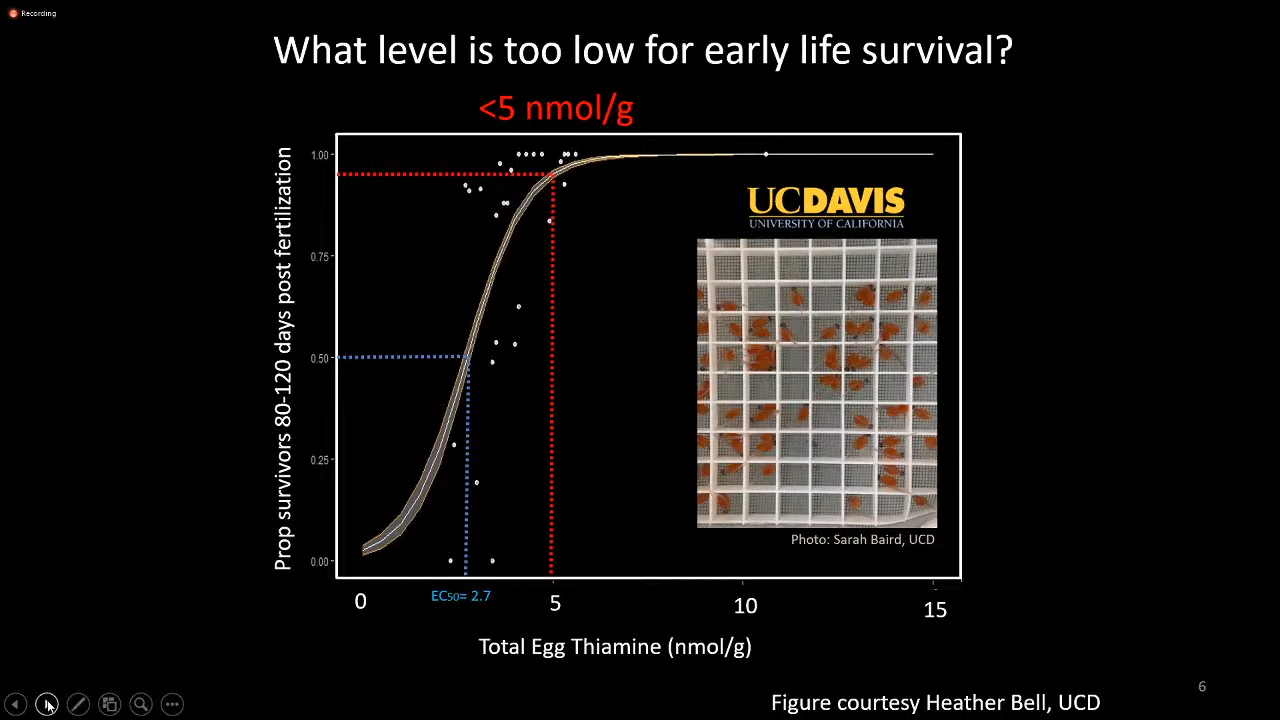 Recording
What level is too low for early life survival?
<5 nmol/g
Prop survivors 80-120 days post fertilization
1.00
0.75
0.50
0.25
0.00
UCDAVIS
UNIVERSITY OF CALIFORNIA
Photo: Sarah Baird, UCD
0
EC50= 2.7
5
10
15
Total Egg Thiamine (nmol/g)
6
Figure courtesy Heather Bell, UCD